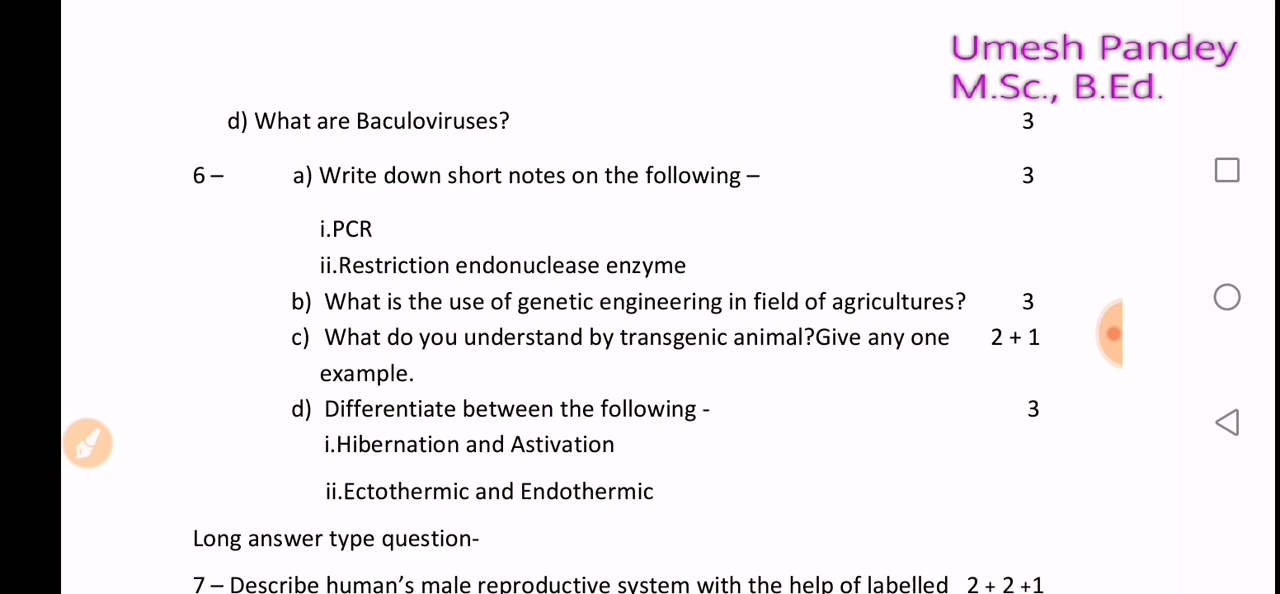 Umesh Pandey
M.Sc., B.Ed.
d) What are Baculoviruses? 3
6 – a) Write down short notes on the following – 3
i.PCR
ii.Restriction endonuclease enzyme
b) What is the use of genetic engineering in field of agricultures? 3
c) What do you understand by transgenic animal?Give any one 2 + 1
example.
d) Differentiate between the following - 3
i.Hibernation and Astivation
ii.Ectothermic and Endothermic
Long answer type question-
7 – Describe human’s male reproductive system with the help of labelled 2 + 2 +1